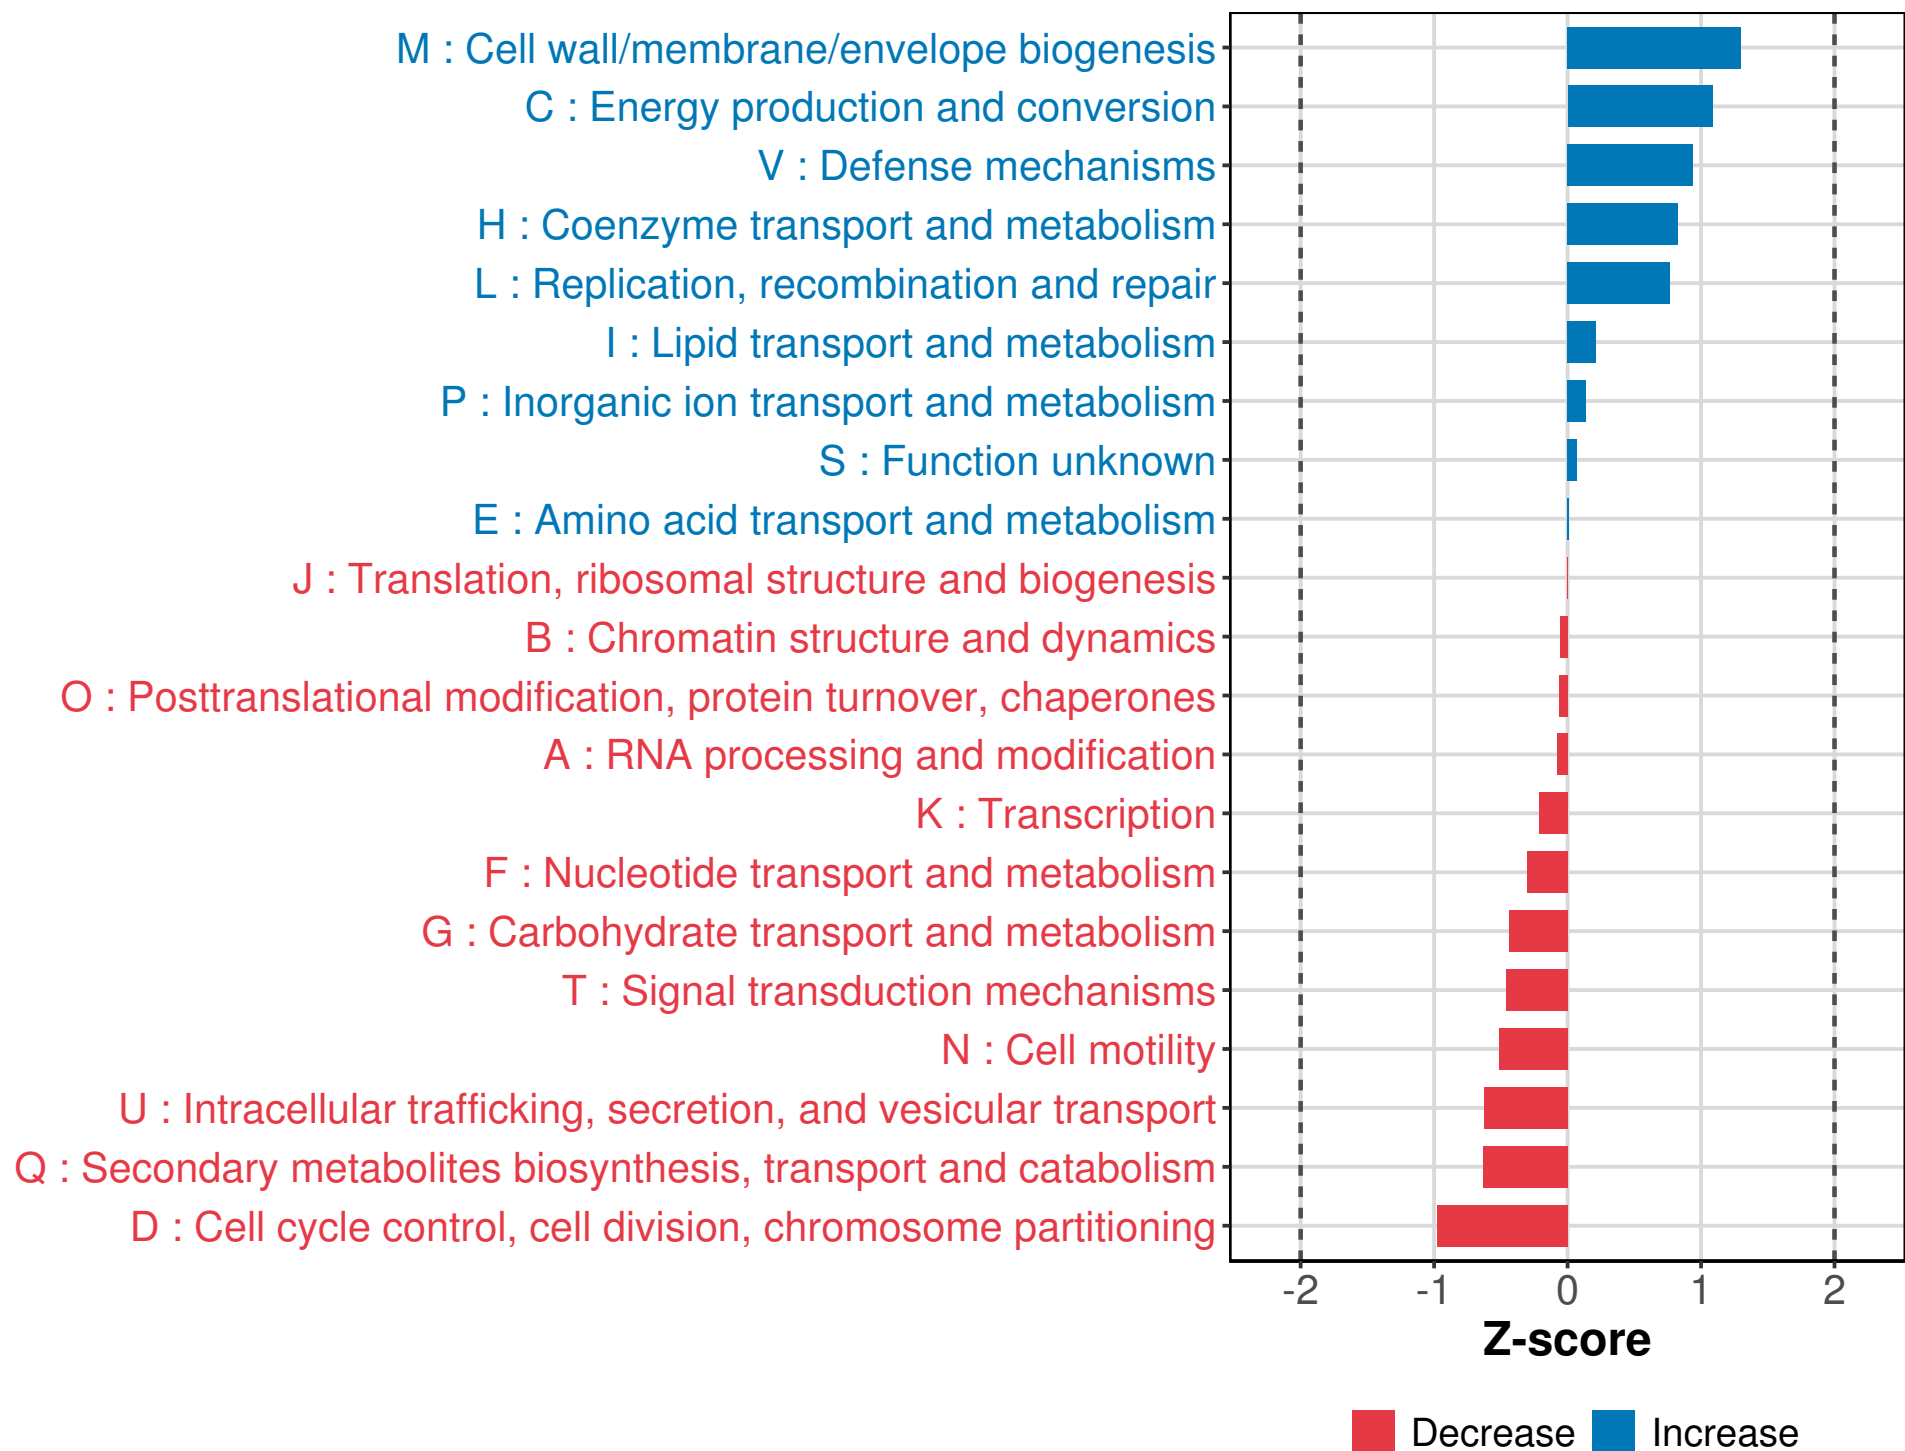 M : Cell wall/membrane/envelope biogenesis
C : Energy production and conversion
V : Defense mechanisms
H : Coenzyme transport and metabolism
L : Replication, recombination and repair
I : Lipid transport and metabolism
P : Inorganic ion transport and metabolism
S : Function unknown
E : Amino acid transport and metabolism
J : Translation, ribosomal structure and biogenesis
B : Chromatin structure and dynamics
O : Posttranslational modification, protein turnover, chaperones
A : RNA processing and modification
K : Transcription
F : Nucleotide transport and metabolism
G : Carbohydrate transport and metabolism
T : Signal transduction mechanisms
N : Cell motility
U : Intracellular trafficking, secretion, and vesicular transport
Q : Secondary metabolites biosynthesis, transport and catabolism
D : Cell cycle control, cell division, chromosome partitioning
-2 -1 0 1 2
Z-score
Decrease Increase